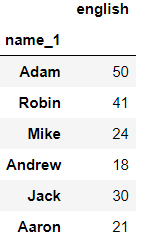 english
name_1
Adam 50
Robin 41
Mike 24
Andrew 18
Jack 30
Aaron 21